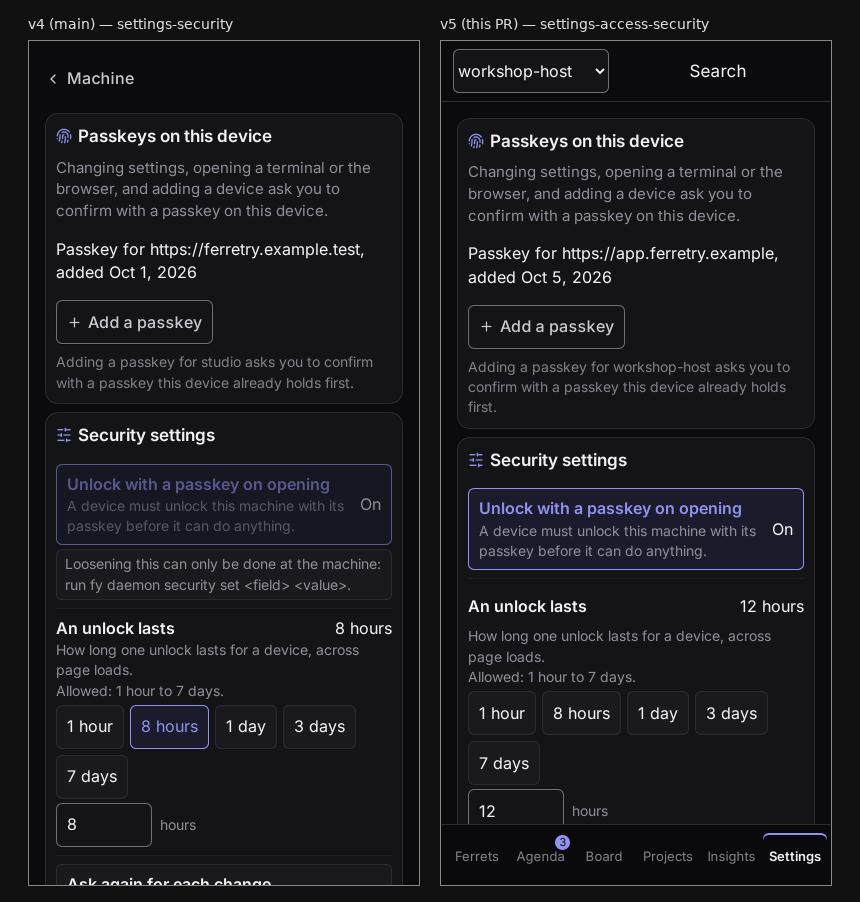 v4 (main) — settings-security
Machine
Passkeys on this device
Changing settings, opening a terminal or the
browser, and adding a device ask you to
confirm with a passkey on this device.
Passkey for https://ferretry.example.test,
added Oct 1, 2026
+ Add a passkey
Adding a passkey for studio asks you to confirm
with a passkey this device already holds first.
Security settings
Unlock with a passkey on opening
A device must unlock this machine with its
passkey before it can do anything.
On
Loosening this can only be done at the machine:
run fy daemon security set <field> <value>.
An unlock lasts
8 hours
How long one unlock lasts for a device, across
page loads.
Allowed: 1 hour to 7 days.
1 hour
8 hours
1 day
3 days
7 days
8
hours
Ask again for each change
v5 (this PR) — settings-access-security
workshop-host
Search
Passkeys on this device
Changing settings, opening a terminal or the
browser, and adding a device ask you to
confirm with a passkey on this device.
Passkey for https://app.ferretry.example,
added Oct 5, 2026
+ Add a passkey
Adding a passkey for workshop-host asks you to
confirm with a passkey this device already holds
first.
Security settings
Unlock with a passkey on opening
A device must unlock this machine with its
passkey before it can do anything.
On
An unlock lasts
12 hours
How long one unlock lasts for a device, across
page loads.
Allowed: 1 hour to 7 days.
1 hour
8 hours
1 day
3 days
7 days
12
hours
Ferrets
Agenda
3
Board
Projects
Insights
Settings